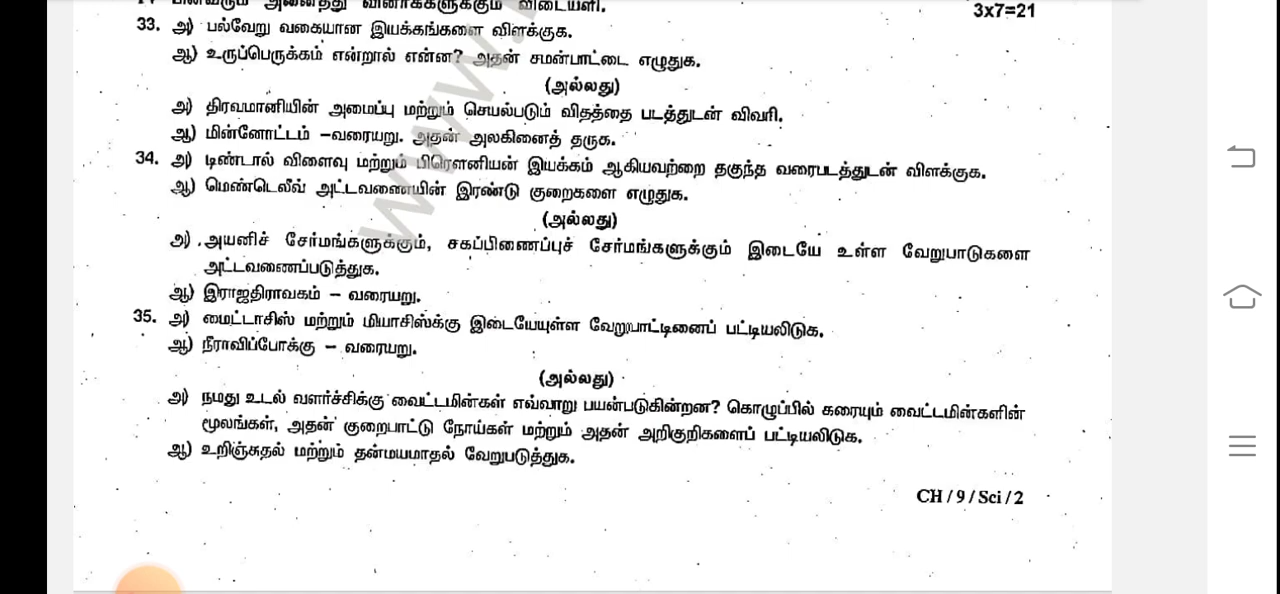 பின்வரும் அனைத்து வினாக்களுக்கும் விடையளி.
3x7=21
33. அ) பல்வேறு வகையான இயக்கங்களை விளக்குக.
ஆ) உருப்பெருக்கம் என்றால் என்ன? அதன் சமன்பாட்டை எழுதுக.
(அல்லது)
அ) திரவமானியின் அமைப்பு மற்றும் செயல்படும் விதத்தை படத்துடன் விவரி.
ஆ) மின்னோட்டம் –வரையறு. அதன் அலகினைத் தருக.
34. அ) டிண்டால் விளைவு மற்றும் பிரௌனியன் இயக்கம் ஆகியவற்றை தகுந்த வரைபடத்துடன் விளக்குக.
ஆ) மெண்டெலீவ் அட்டவணையின் இரண்டு குறைகளை எழுதுக.
(அல்லது)
அ) அயனிச் சேர்மங்களுக்கும், சகப்பிணைப்புச் சேர்மங்களுக்கும் இடையே உள்ள வேறுபாடுகளை
அட்டவணைப்படுத்துக.
ஆ) இராஜதிராவகம் – வரையறு.
35. அ) மைட்டாசிஸ் மற்றும் மியாசிஸ்க்கு இடையேயுள்ள வேறுபாட்டினைப் பட்டியலிடுக.
ஆ) நீராவிப்போக்கு – வரையறு.
(அல்லது)
அ) நமது உடல் வளர்ச்சிக்கு வைட்டமின்கள் எவ்வாறு பயன்படுகின்றன? கொழுப்பில் கரையும் வைட்டமின்களின்
மூலங்கள், அதன் குறைபாட்டு நோய்கள் மற்றும் அதன் அறிகுறிகளைப் பட்டியலிடுக.
ஆ) உறிஞ்சுதல் மற்றும் தன்மயமாதல் வேறுபடுத்துக.
CH / 9 / Sci / 2
www.